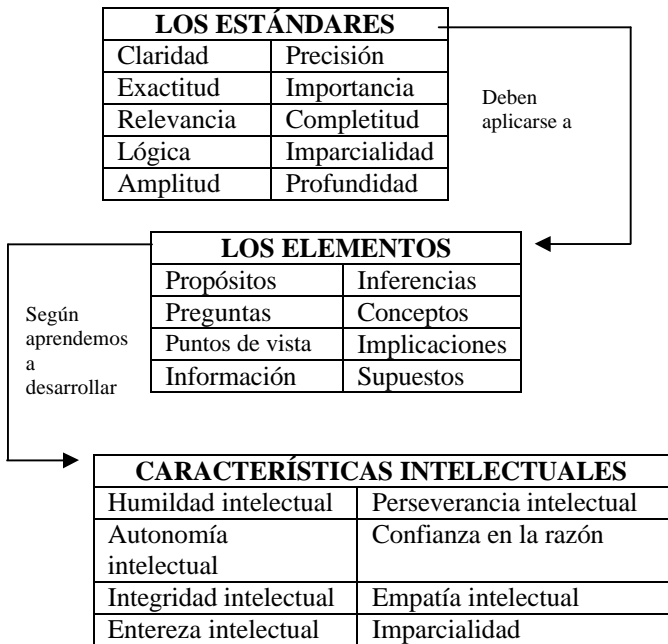 LOS ESTÁNDARES
Claridad Precisión
Exactitud Importancia
Relevancia Completitud
Lógica Imparcialidad
Amplitud Profundidad
Deben
aplicarse a
LOS ELEMENTOS
Propósitos Inferencias
Preguntas Conceptos
Puntos de vista Implicaciones
Información Supuestos
Según
aprendemos
a
desarrollar
CARACTERÍSTICAS INTELECTUALES
Humildad intelectual Perseverancia intelectual
Autonomía Confianza en la razón
intelectual
Integridad intelectual Empatía intelectual
Entereza intelectual Imparcialidad